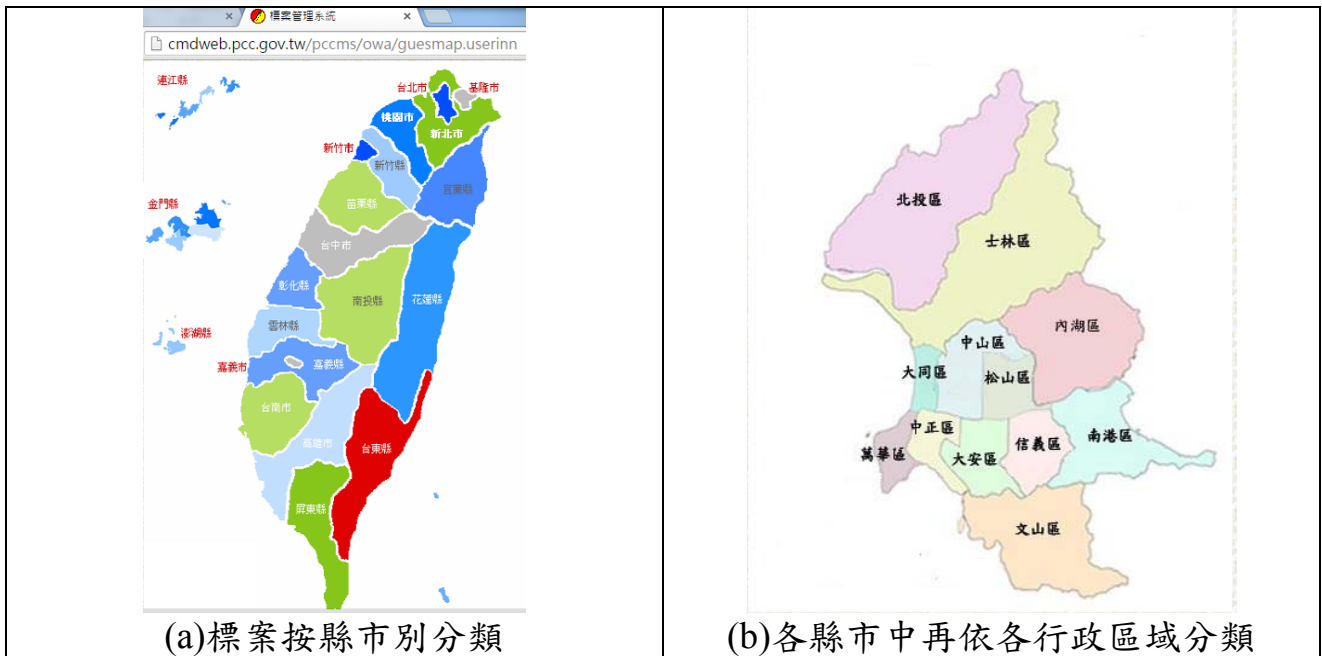 標案管理系統
cmdweb.pcc.gov.tw/pccms/owa/guesmap.userinn
連江縣
台北市
基隆市
桃園市
新北市
新竹市
新竹縣
宜蘭縣
苗栗縣
金門縣
台中市
彰化縣
南投縣
花蓮縣
雲林縣
澎湖縣
嘉義市
嘉義縣
台南市
高雄市
台東縣
屏東縣
(a)標案按縣市別分類
北投區
士林區
內湖區
中山區
大同區
松山區
中正區
信義區
南港區
萬華區
大安區
文山區
(b)各縣市中再依各行政區域分類